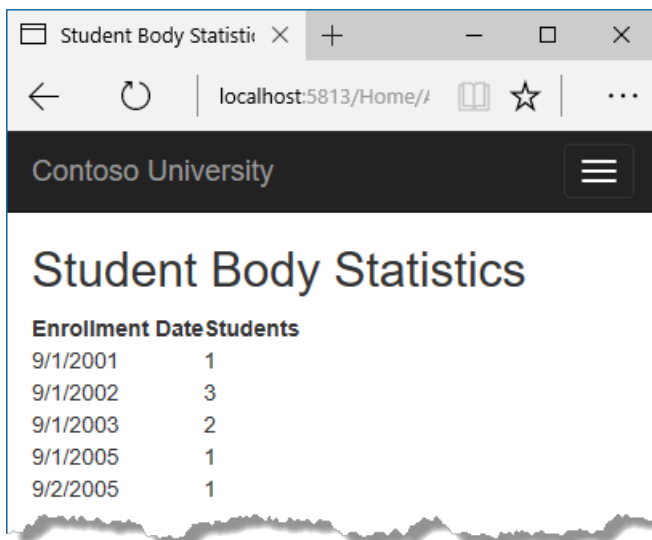 Student Body Statisti
localhost:5813/Home/
Contoso University
Student Body Statistics
Enrollment Date Students
9/1/2001 1
9/1/2002 3
9/1/2003 2
9/1/2005 1
9/2/2005 1